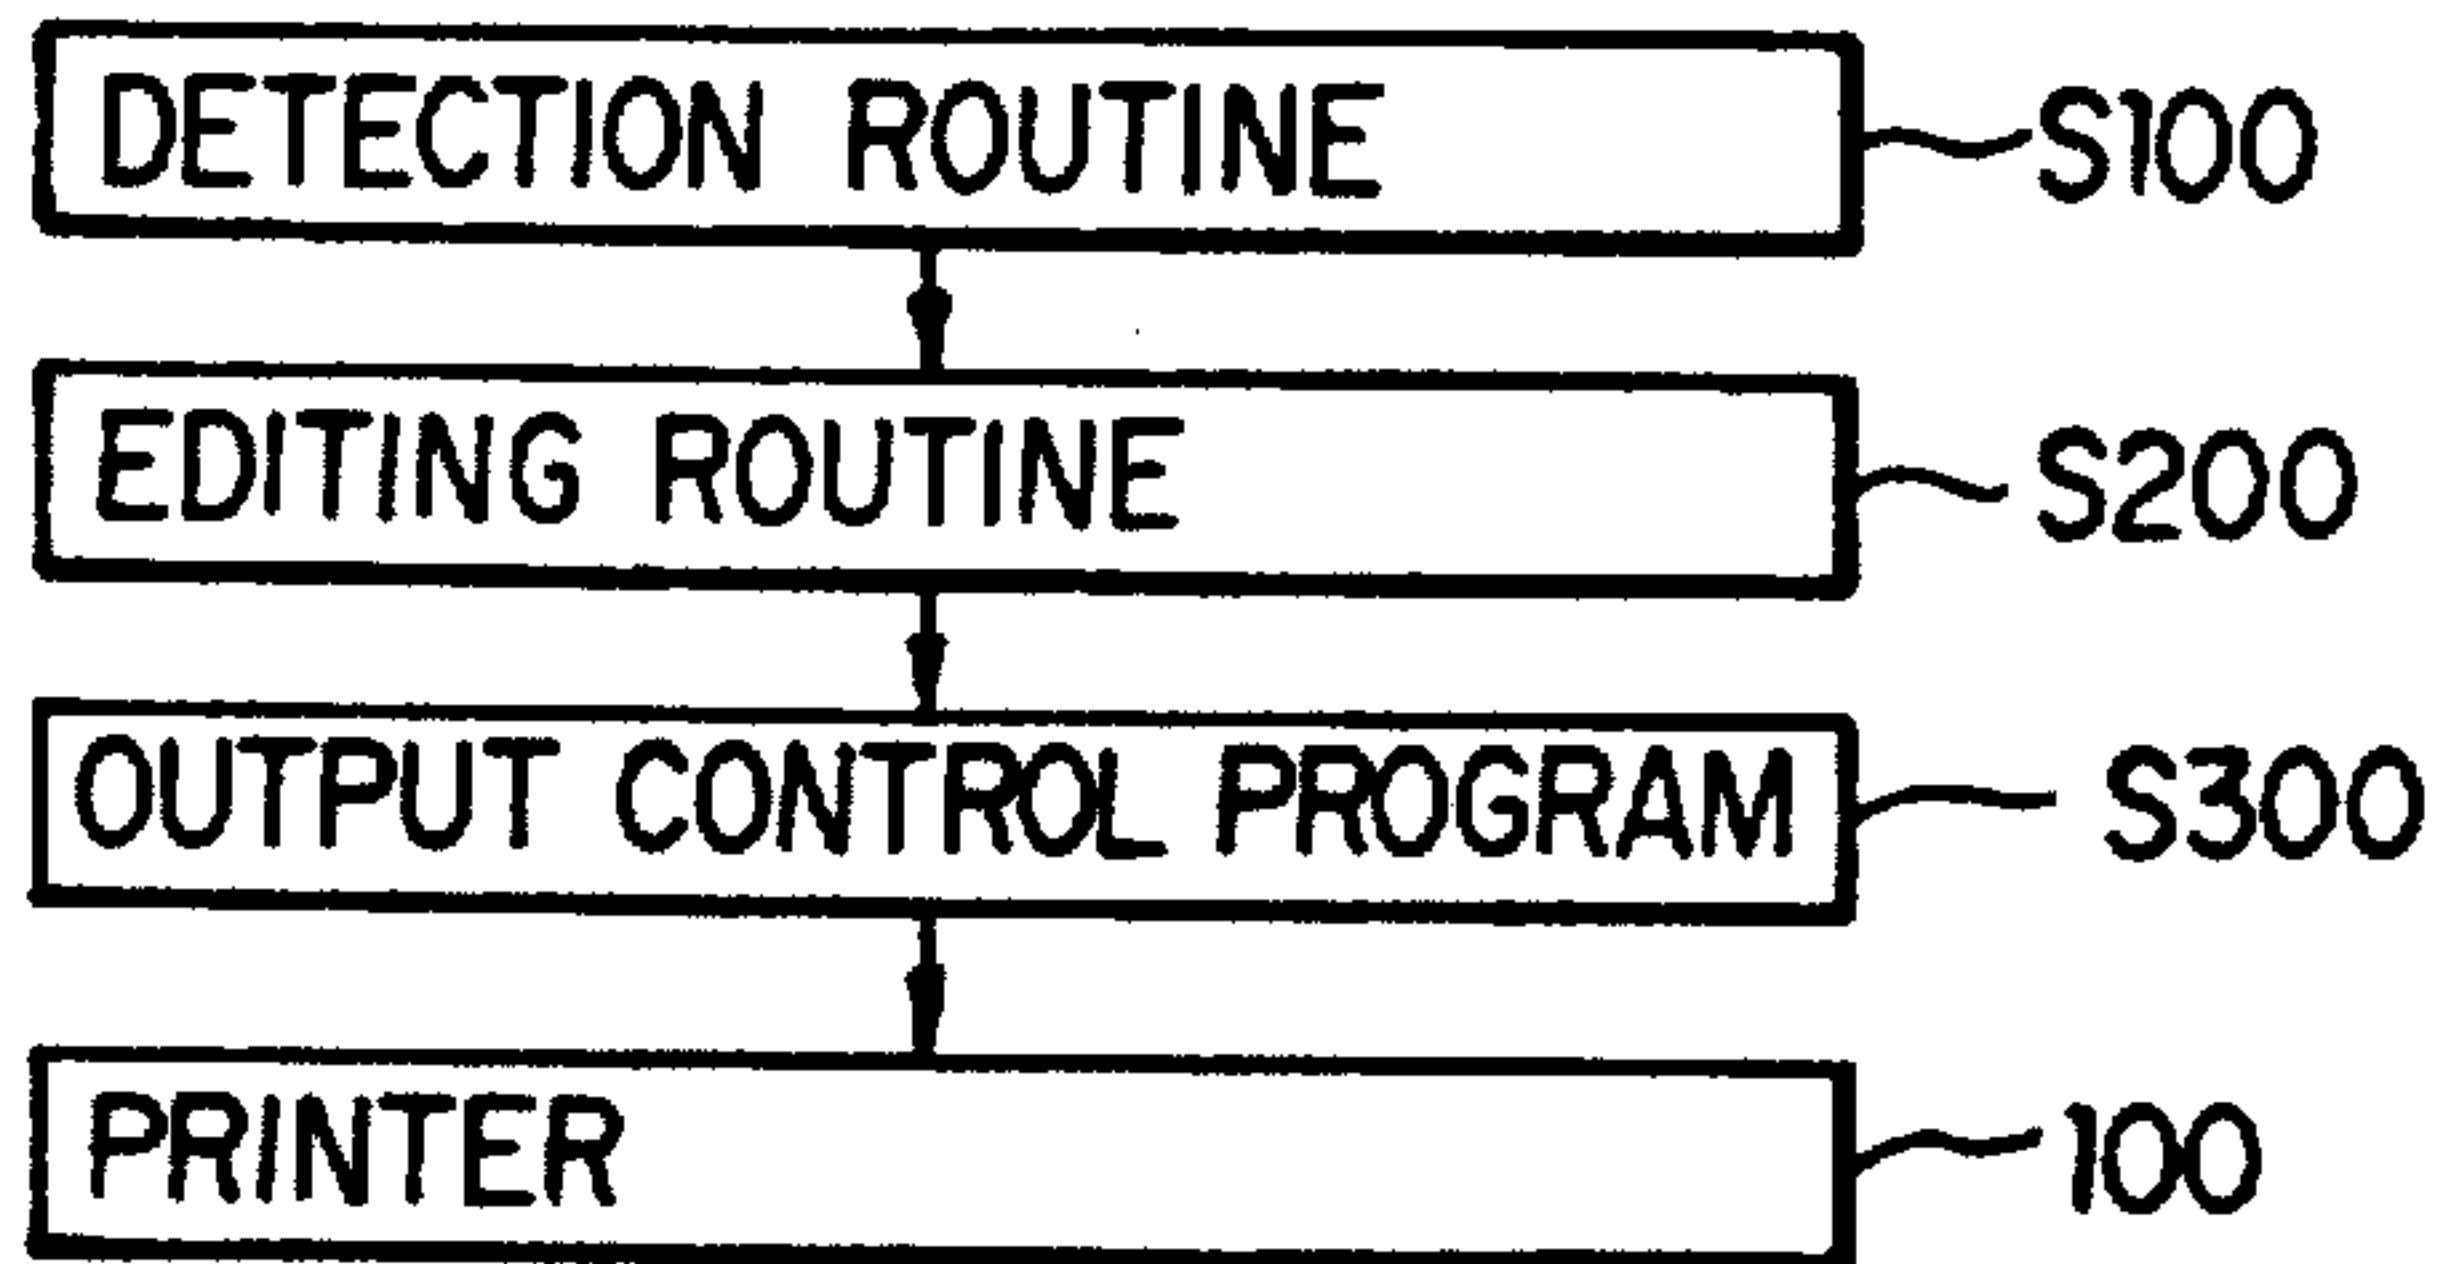 DETECTION ROUTINE S100
EDITING ROUTINE S200
OUTPUT CONTROL PROGRAM S300
PRINTER 100